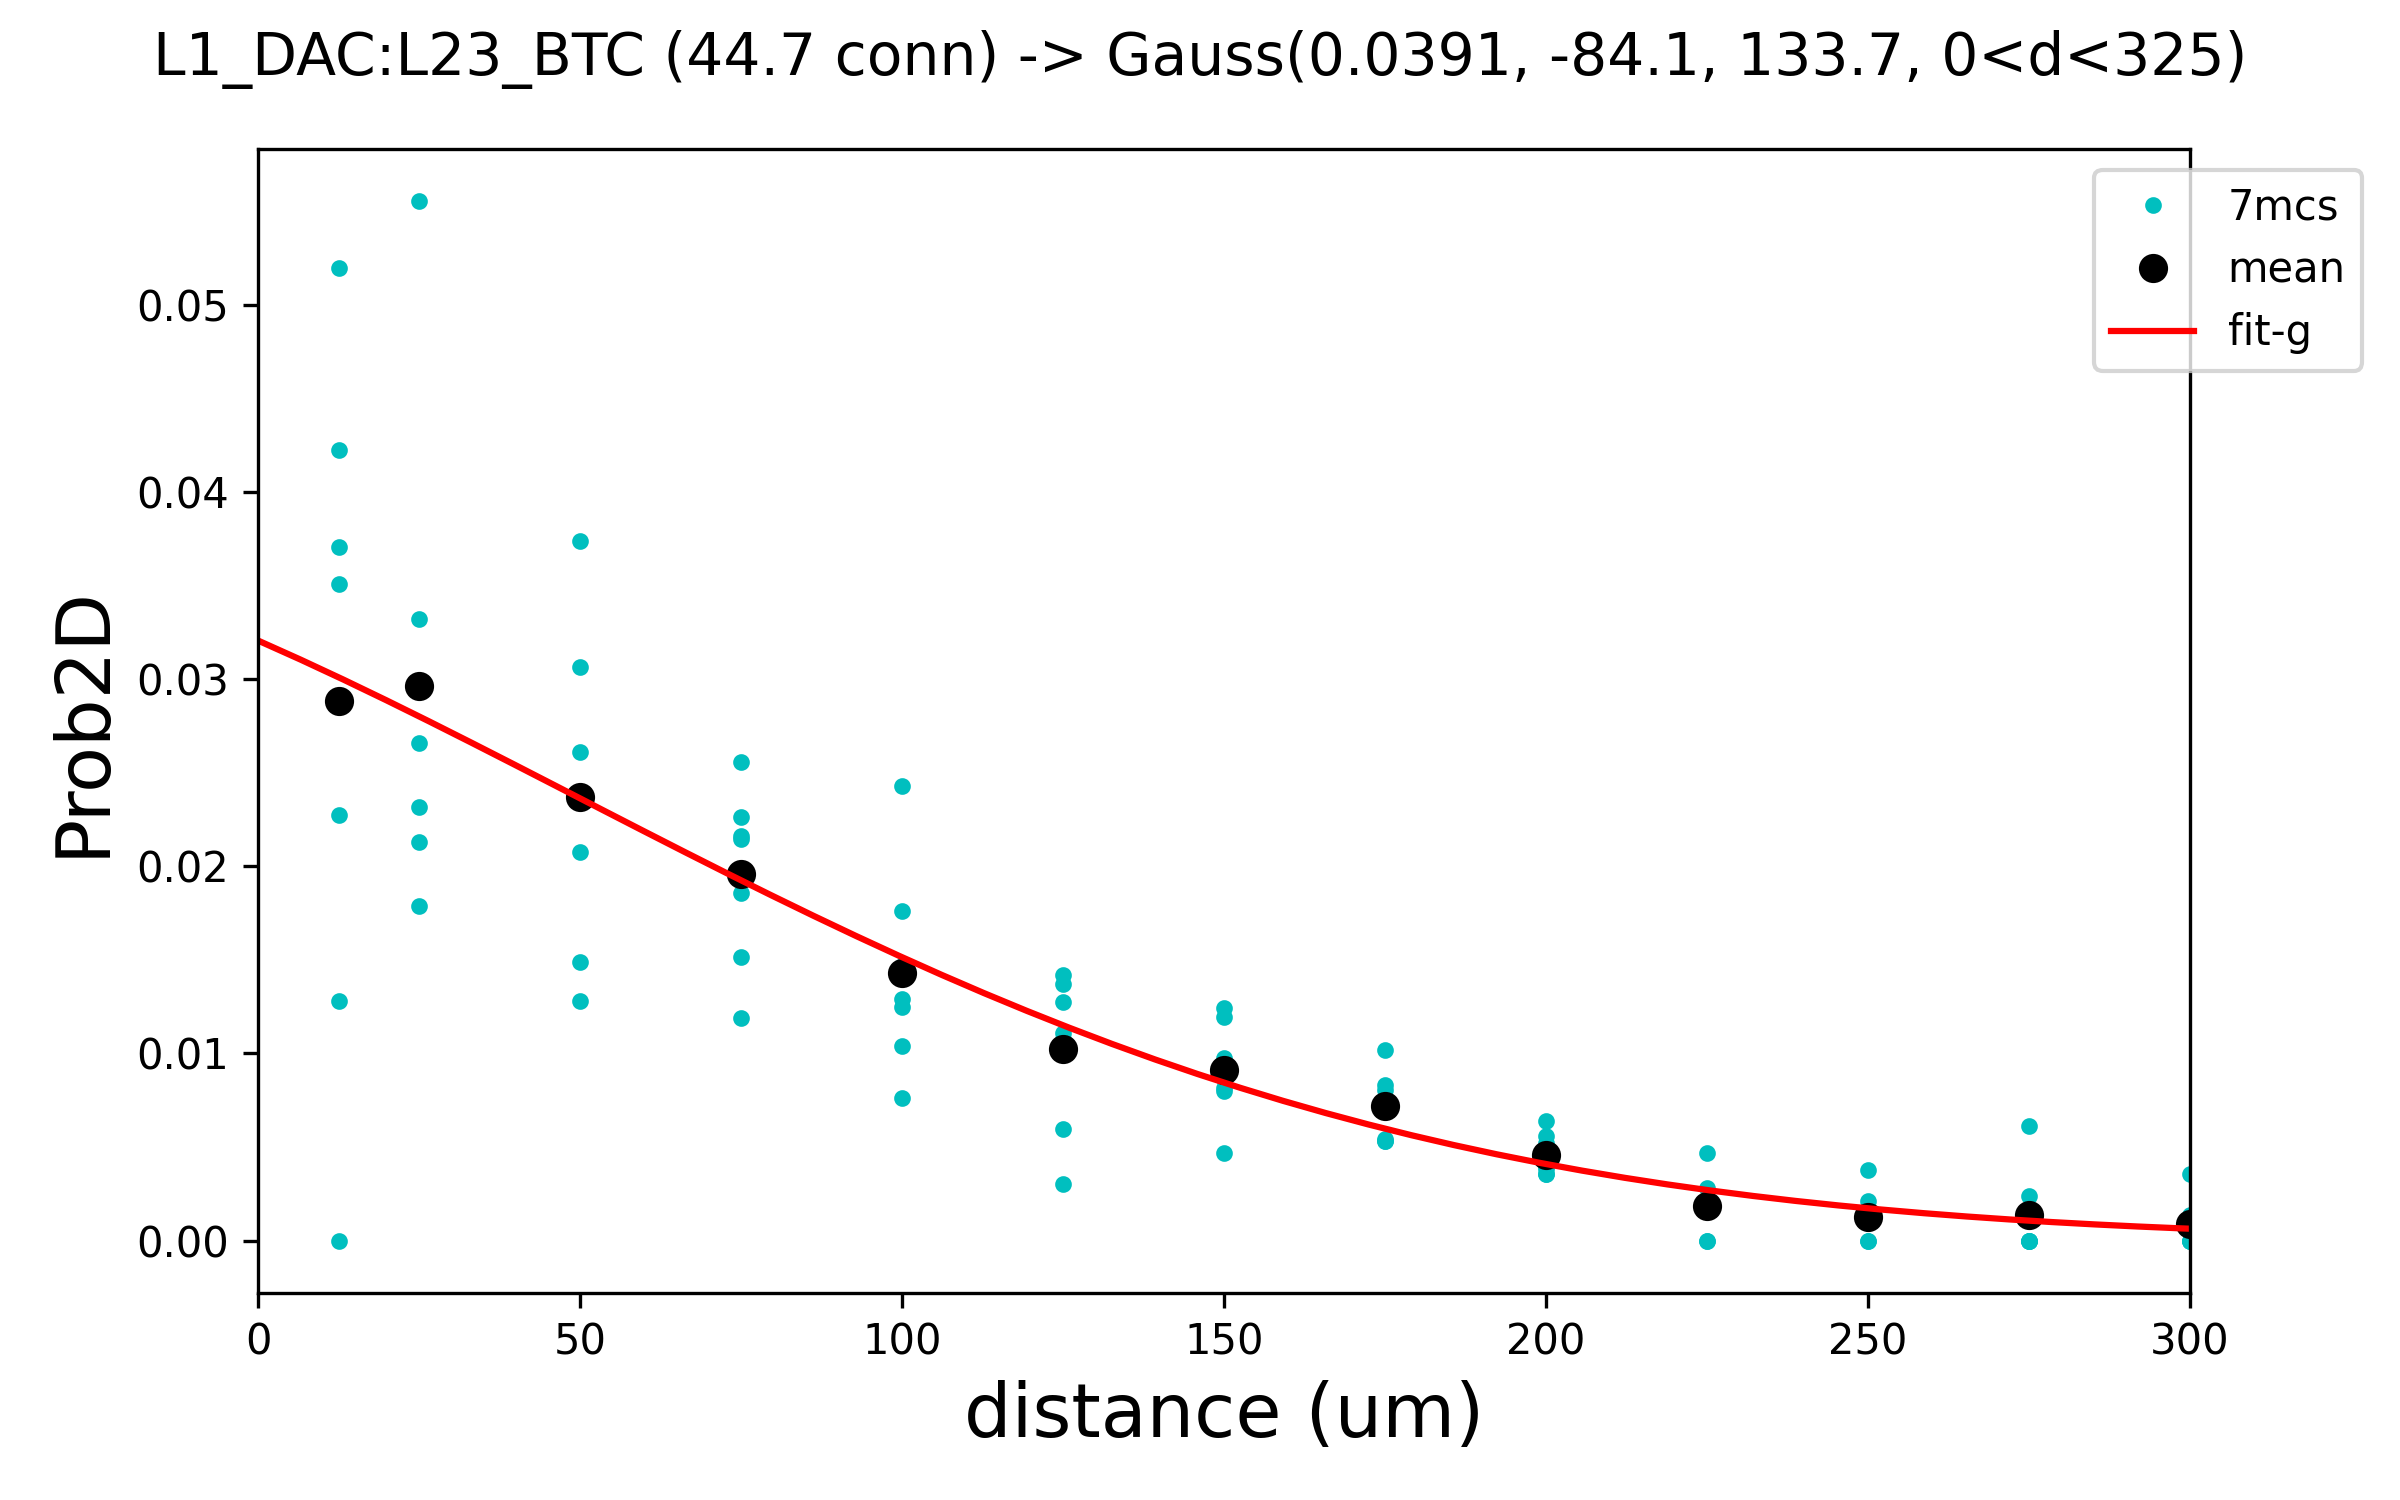 L1_DAC:L23_BTC (44.7 conn) -> Gauss(0.0391, -84.1, 133.7, 0<d<325)
7mcs
mean
fit-g
Prob2D
0.05
0.04
0.03
0.02
0.01
0.00
0 50 100 150 200 250 300
distance (um)